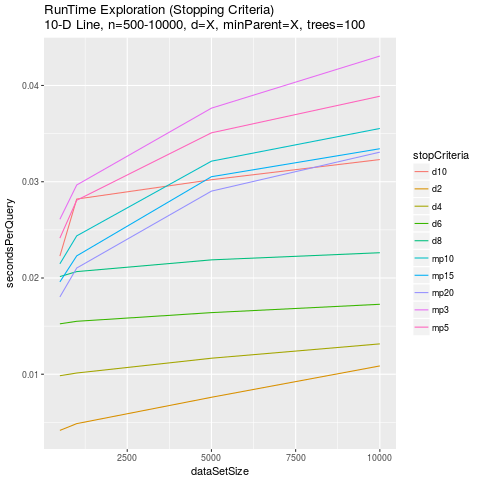 RunTime Exploration (Stopping Criteria)
10-D Line, n=500-10000, d=X, minParent=X, trees=100
secondsPerQuery
0.04
0.03
0.02
0.01
2500
5000
7500
10000
dataSetSize
stopCriteria
d10
d2
d4
d6
d8
mp10
mp15
mp20
mp3
mp5